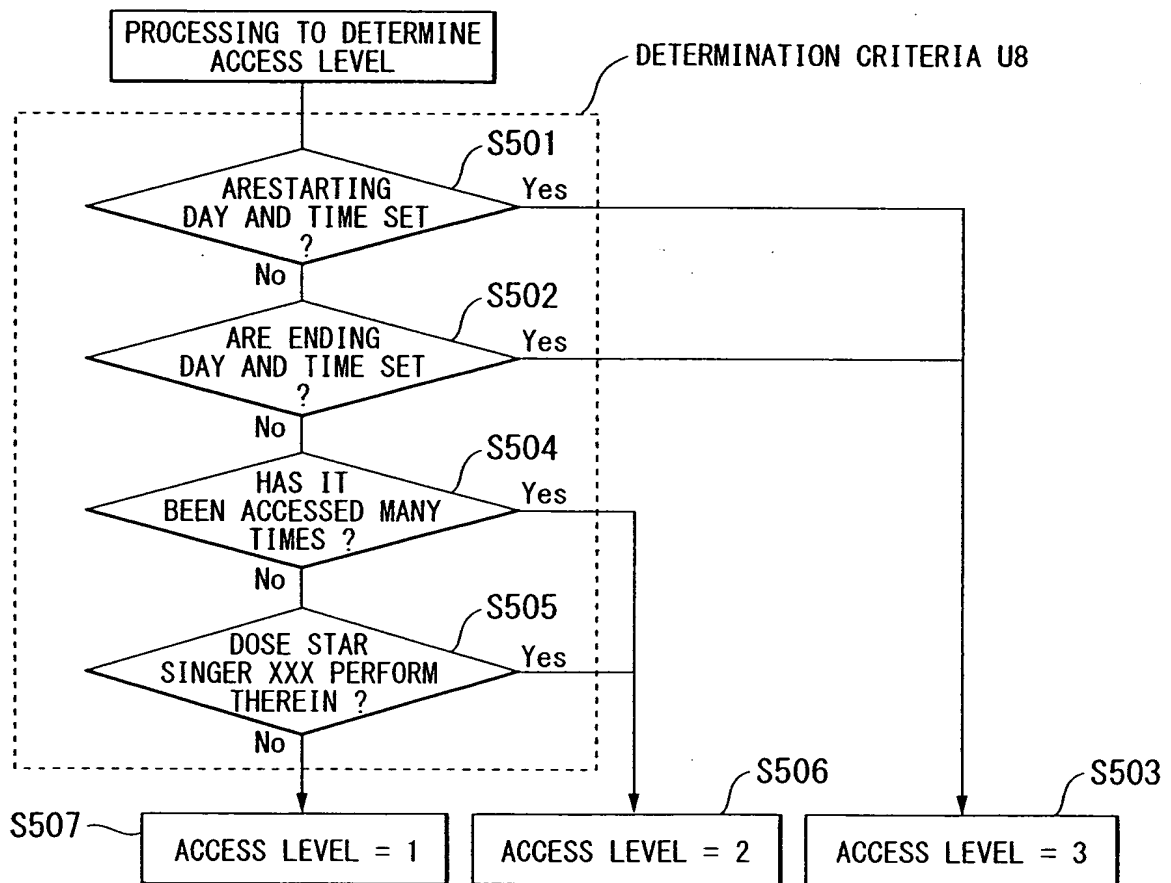 PROCESSING TO DETERMINE
ACCESS LEVEL
DETERMINATION CRITERIA U8
S501
ARESTARTING
DAY AND TIME SET
?
Yes
No
S502
ARE ENDING
DAY AND TIME SET
?
Yes
No
S504
HAS IT
BEEN ACCESSED MANY
TIMES ?
Yes
No
S505
DOSE STAR
SINGER XXX PERFORM
THEREIN ?
Yes
No
S507
ACCESS LEVEL = 1
S506
ACCESS LEVEL = 2
S503
ACCESS LEVEL = 3